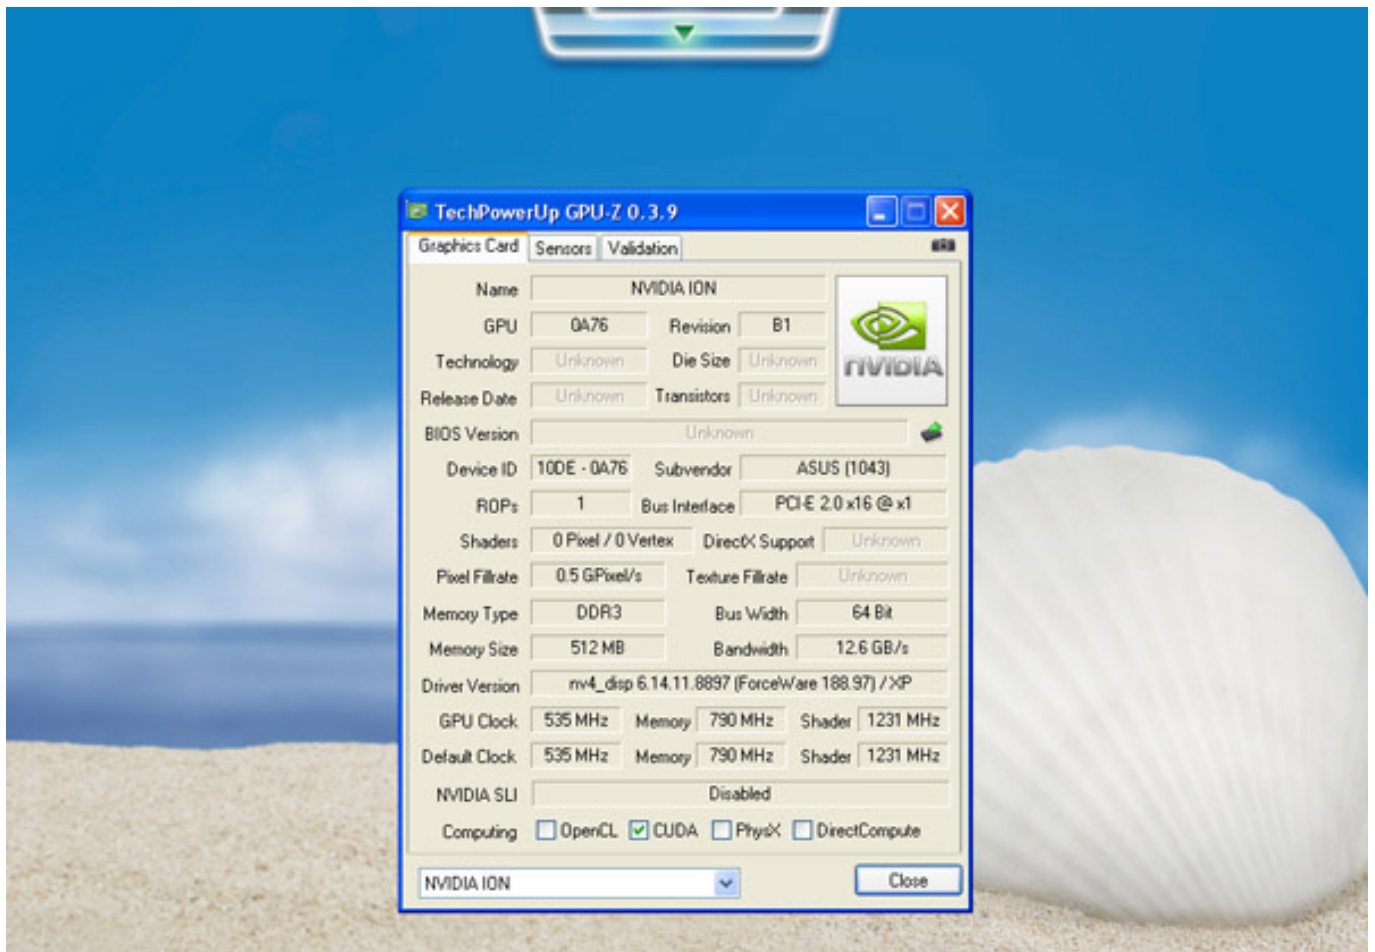 TechPowerUp GPU-Z 0.3.9
Graphics Card Sensors Validation
Name NVIDIA ION
GPU 0A76 Revision B1
nVIDIA
Technology Unknown Die Size Unknown
Release Date Unknown Transistors Unknown
BIOS Version Unknown
Device ID 10DE - 0A76 Subvendor ASUS (1043)
ROPs 1 Bus Interface PCI-E 2.0 x16 @ x1
Shaders 0 Pixel / 0 Vertex DirectX Support Unknown
Pixel Fillrate 0.5 GPixel/s Texture Fillrate Unknown
Memory Type DDR3 Bus Width 64 Bit
Memory Size 512 MB Bandwidth 12.6 GB/s
Driver Version nv4_disp 6.14.11.8897 (ForceWare 188.97) / XP
GPU Clock 535 MHz Memory 790 MHz Shader 1231 MHz
Default Clock 535 MHz Memory 790 MHz Shader 1231 MHz
NVIDIA SLI Disabled
Computing OpenCL CUDA PhysX DirectCompute
NVIDIA ION Close